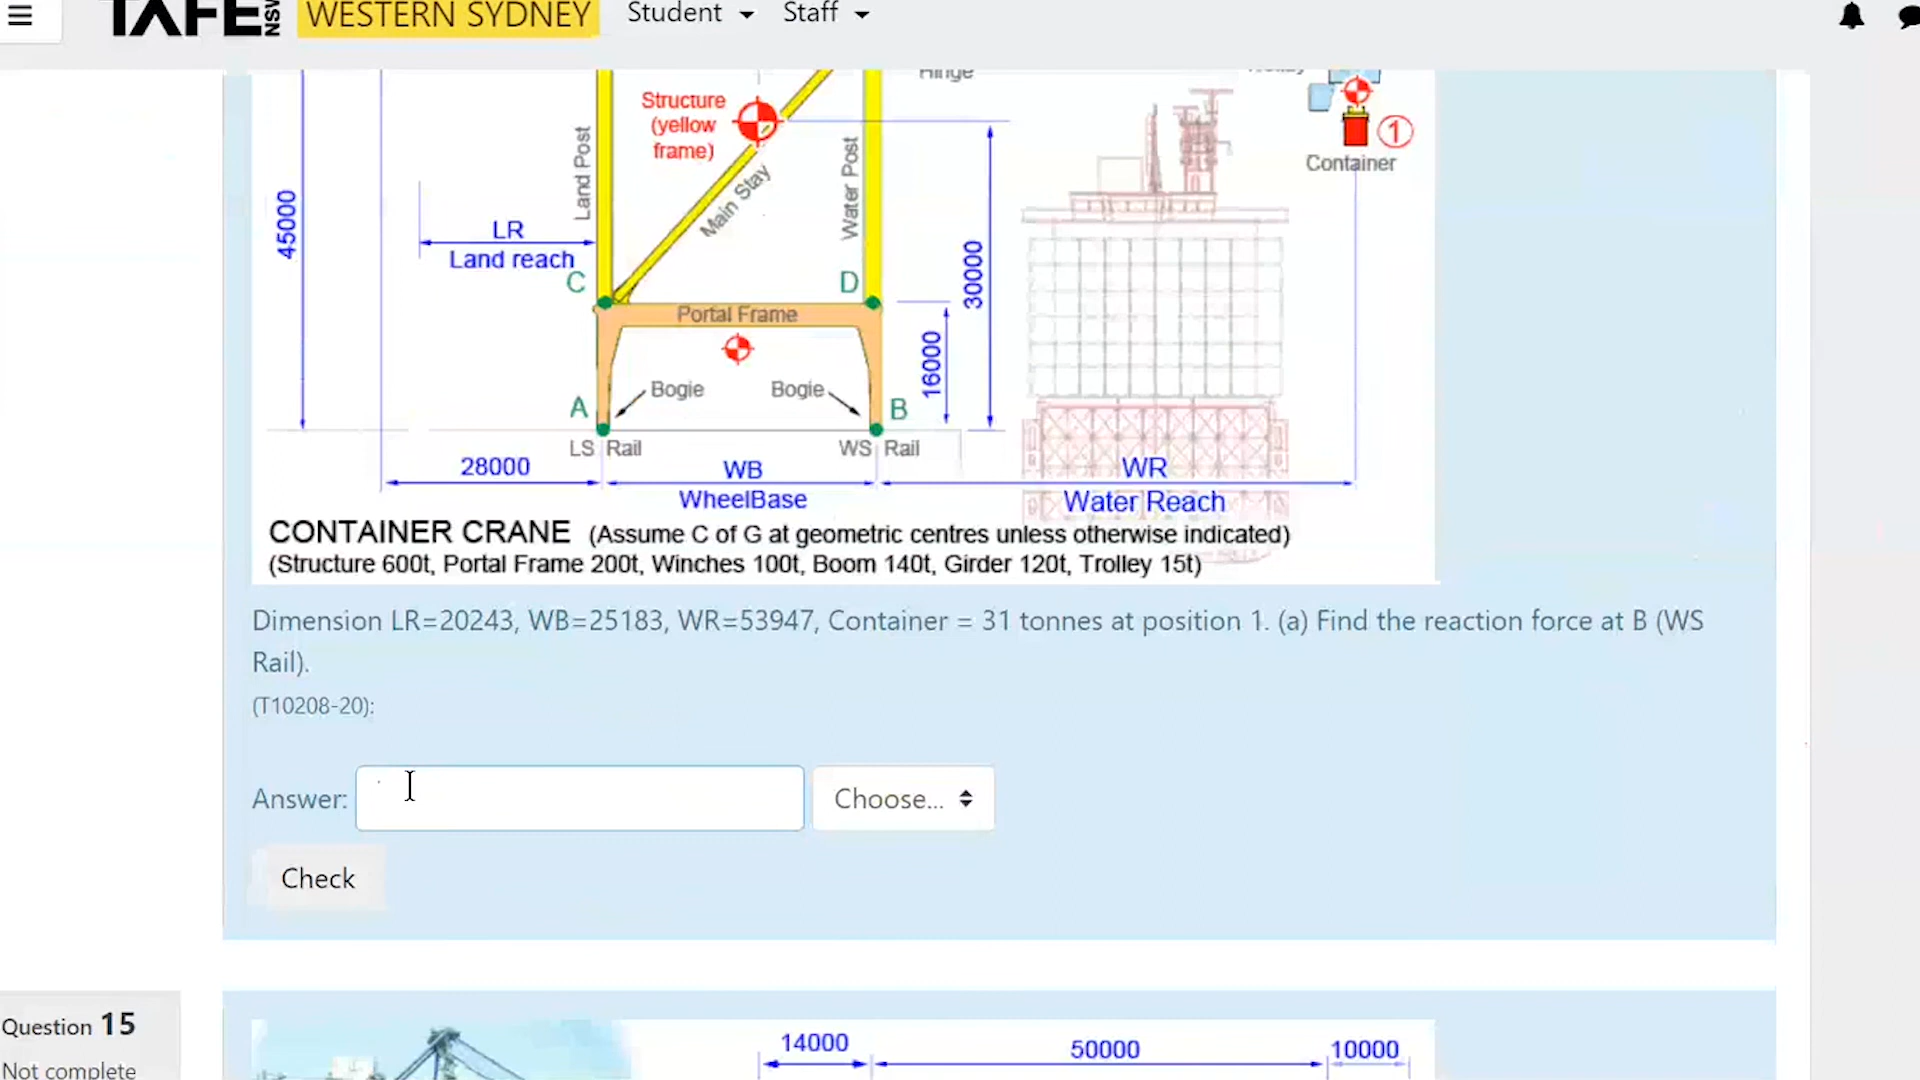 TAFE NSW WESTERN SYDNEY Student Staff
Hinge
Structure (yellow frame)
1
Container
Land Post
Water Post
Main Stay
45000
LR
Land reach
C
D
30000
Portal Frame
16000
Bogie Bogie
A
B
LS Rail WS Rail
28000 WB WR
WheelBase Water Reach
CONTAINER CRANE (Assume C of G at geometric centres unless otherwise indicated)
(Structure 600t, Portal Frame 200t, Winches 100t, Boom 140t, Girder 120t, Trolley 15t)
Dimension LR=20243, WB=25183, WR=53947, Container = 31 tonnes at position 1. (a) Find the reaction force at B (WS
Rail).
(T10208-20):
Answer: Choose...
Check
Question 15
Not complete
14000 50000 10000